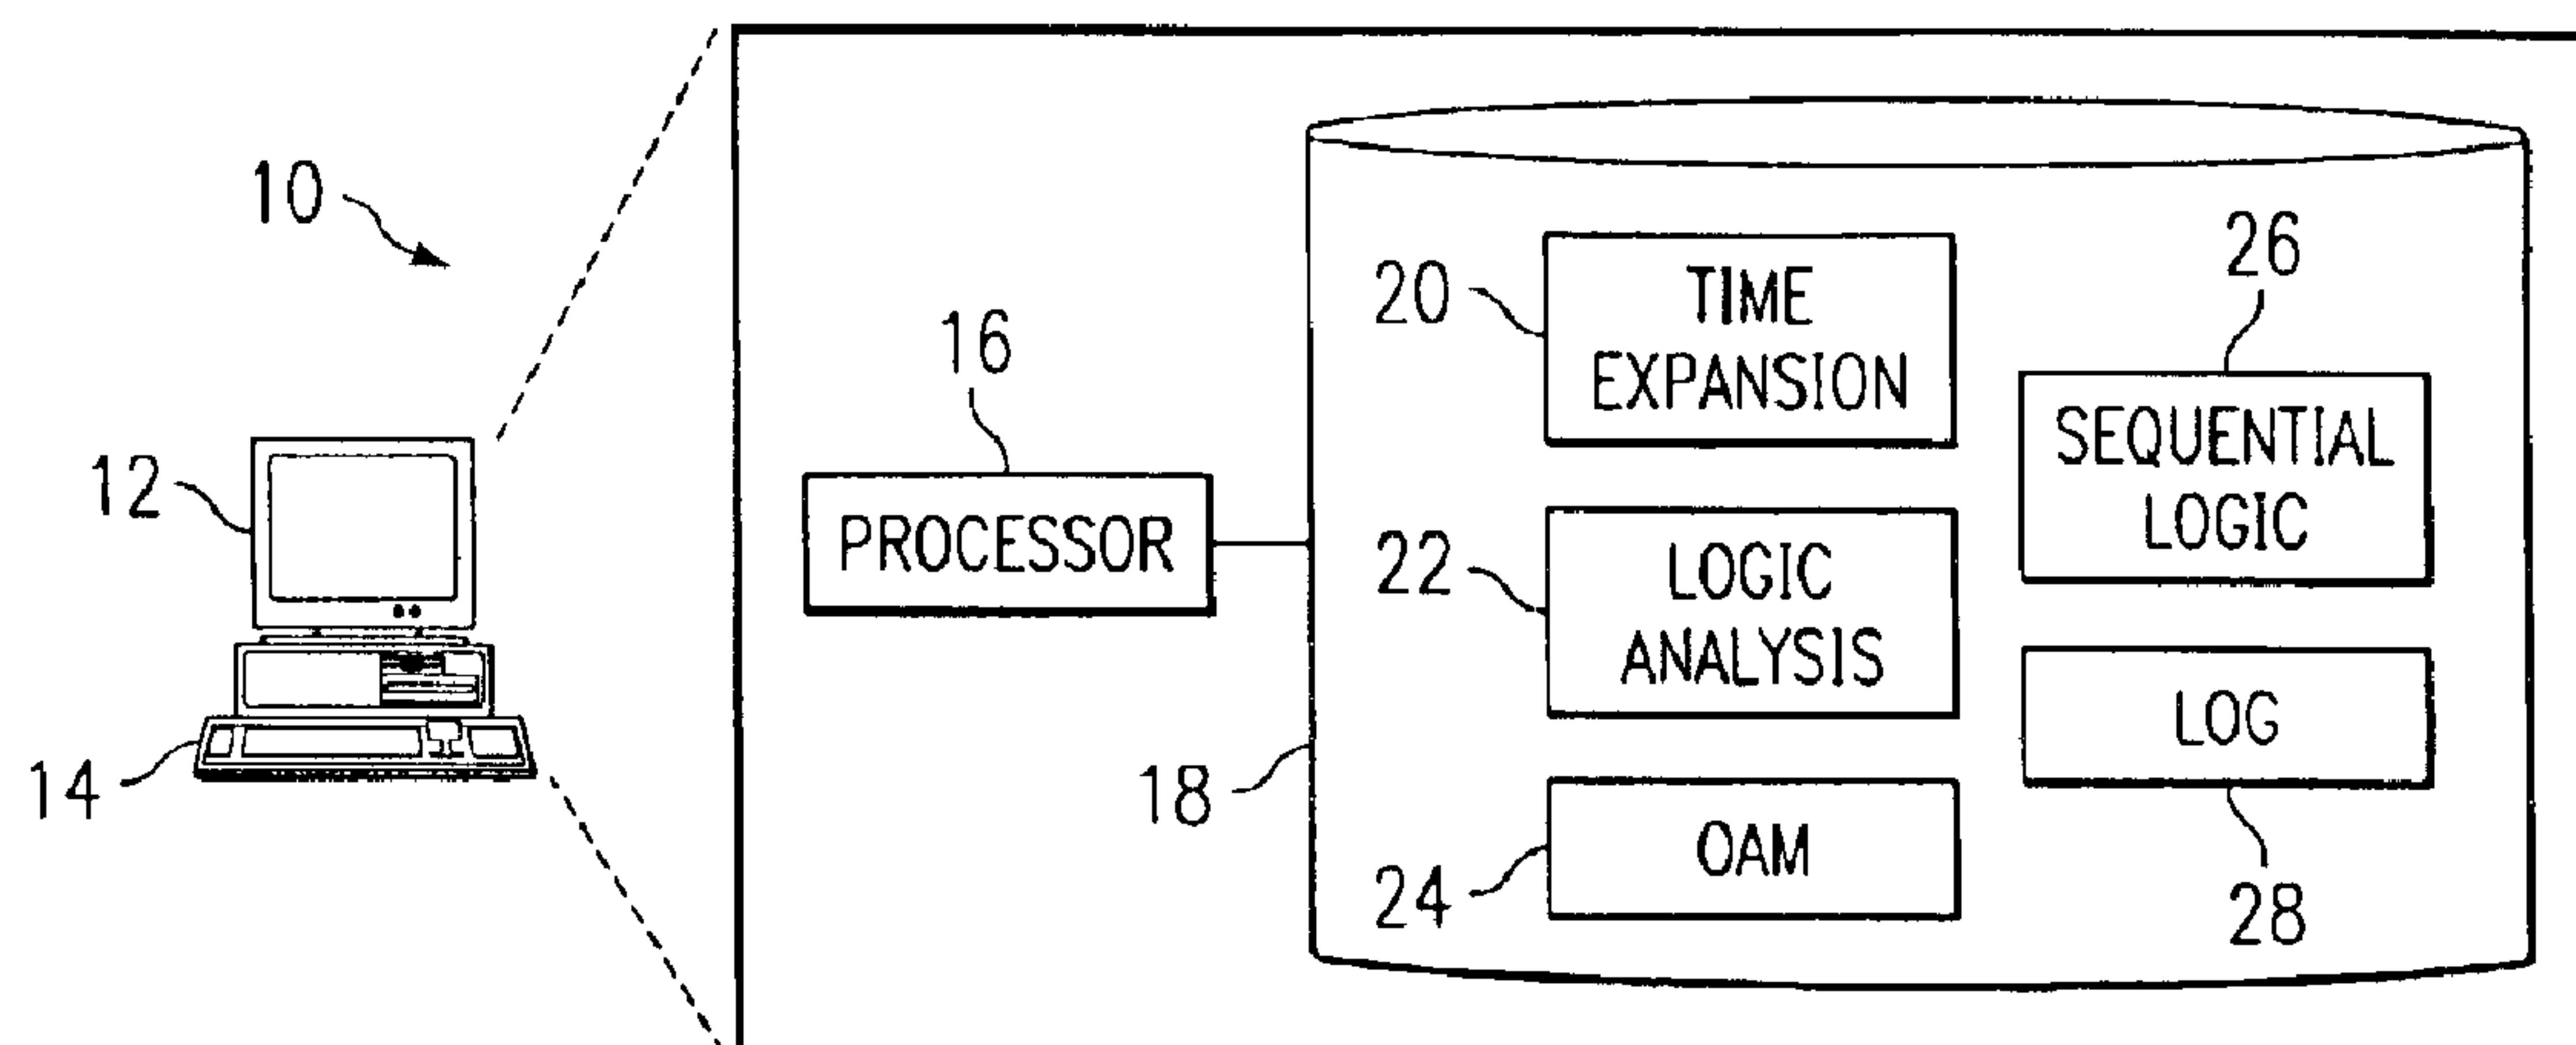 10
12
14
16
PROCESSOR
18
20
TIME
EXPANSION
22
LOGIC
ANALYSIS
24
OAM
26
SEQUENTIAL
LOGIC
LOG
28